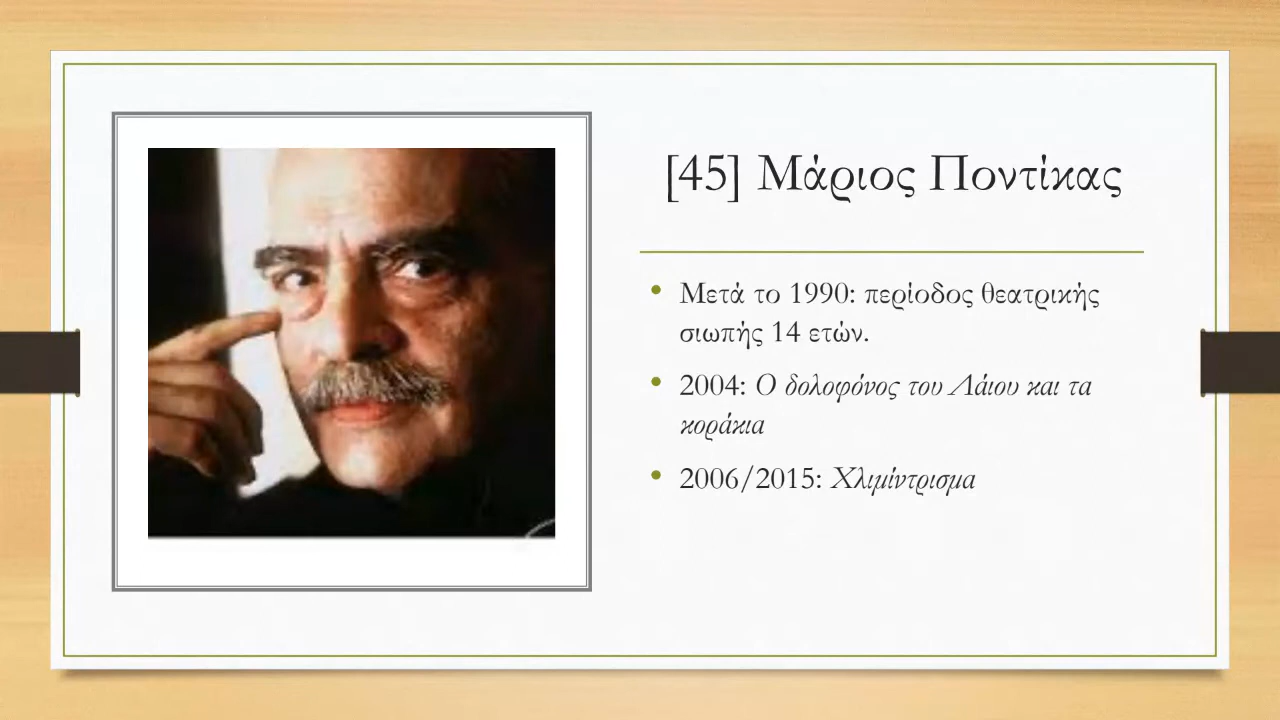 [45] Μάριος Ποντίκας
• Μετά το 1990: περίοδος θεατρικής
σιωπής 14 ετών.
• 2004: Ο δολοφόνος του Λάιου και τα
κοράκια
• 2006/2015: Χλιμίντρισμα